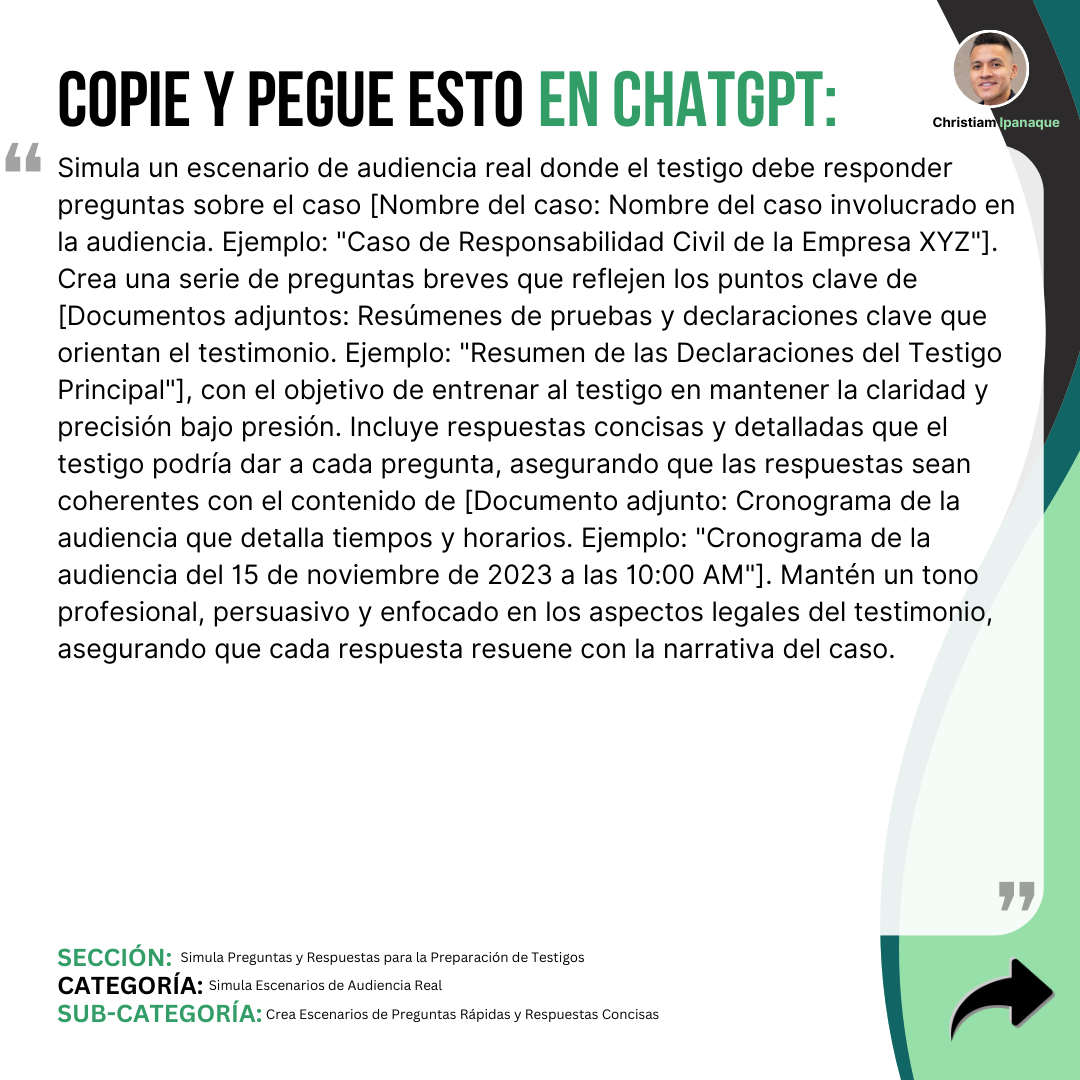 COPIE Y PEGUE ESTO EN CHATGPT:
Christiam Ipanaque
“
Simula un escenario de audiencia real donde el testigo debe responder
preguntas sobre el caso [Nombre del caso: Nombre del caso involucrado en
la audiencia. Ejemplo: "Caso de Responsabilidad Civil de la Empresa XYZ"].
Crea una serie de preguntas breves que reflejen los puntos clave de
[Documentos adjuntos: Resúmenes de pruebas y declaraciones clave que
orientan el testimonio. Ejemplo: "Resumen de las Declaraciones del Testigo
Principal"], con el objetivo de entrenar al testigo en mantener la claridad y
precisión bajo presión. Incluye respuestas concisas y detalladas que el
testigo podría dar a cada pregunta, asegurando que las respuestas sean
coherentes con el contenido de [Documento adjunto: Cronograma de la
audiencia que detalla tiempos y horarios. Ejemplo: "Cronograma de la
audiencia del 15 de noviembre de 2023 a las 10:00 AM"]. Mantén un tono
profesional, persuasivo y enfocado en los aspectos legales del testimonio,
asegurando que cada respuesta resuene con la narrativa del caso.
”
SECCIÓN: Simula Preguntas y Respuestas para la Preparación de Testigos
CATEGORÍA: Simula Escenarios de Audiencia Real
SUB-CATEGORÍA: Crea Escenarios de Preguntas Rápidas y Respuestas Concisas